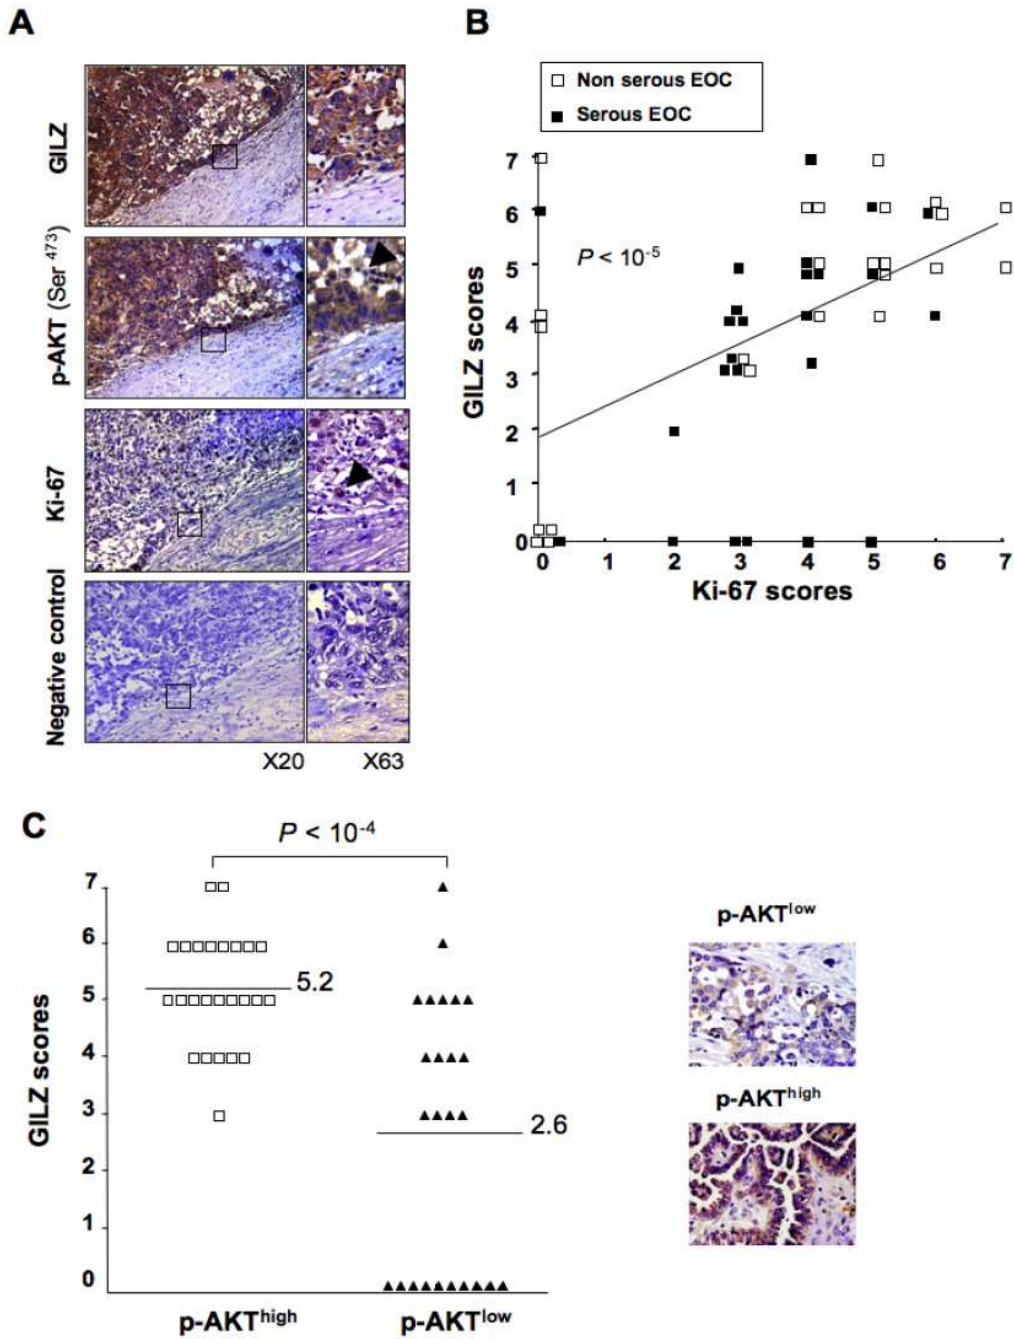 A
GILZ
p-AKT (Ser 473)
Ki-67
Negative control
X20
X63
B
Non serous EOC
Serous EOC
GILZ scores
7
6
5
4
3
2
1
0
P < 10-5
0 1 2 3 4 5 6 7
Ki-67 scores
C
P < 10-4
GILZ scores
7
6
5
4
3
2
1
0
5.2
2.6
p-AKThigh
p-AKTlow
p-AKTlow
p-AKThigh